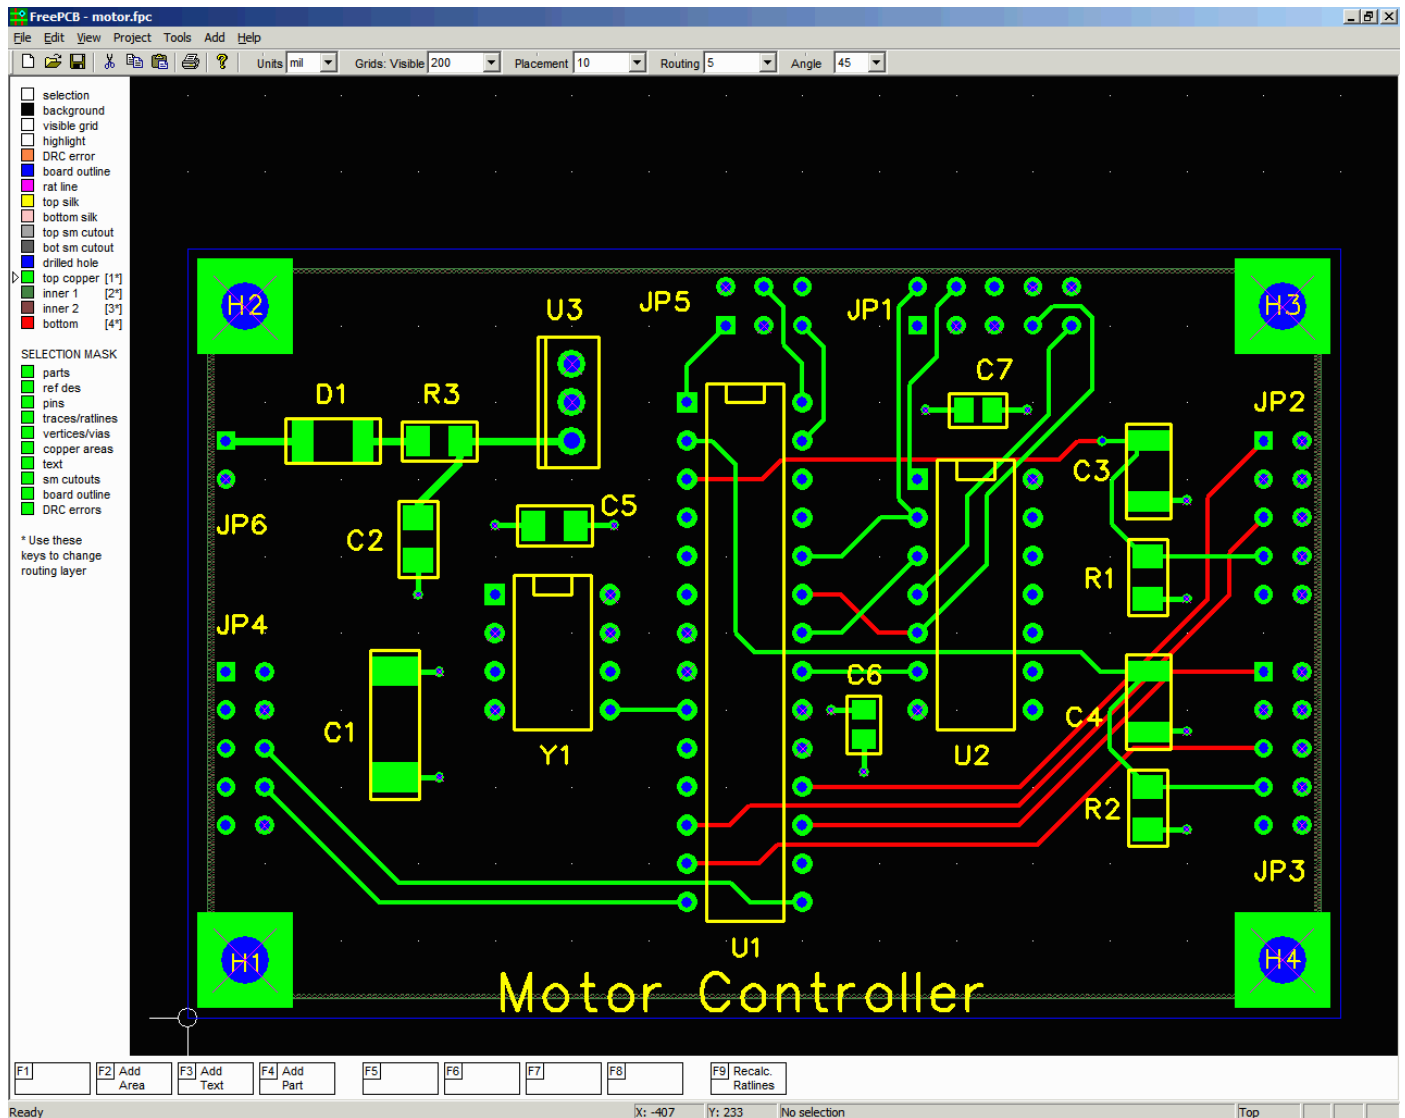 FreePCB - motor.fpc
File Edit View Project Tools Add Help
Units mil Grids: Visible 200 Placement 10 Routing 5 Angle 45
selection
background
visible grid
highlight
DRC error
board outline
rat line
top silk
bottom silk
top sm cutout
bot sm cutout
drilled hole
top copper [1*]
inner 1 [2*]
inner 2 [3*]
bottom [4*]
SELECTION MASK
parts
ref des
pins
traces/ratlines
vertices/vias
copper areas
text
sm cutouts
board outline
DRC errors
* Use these
keys to change
routing layer
H2
U3
JP5
JP1
H3
D1
R3
C7
JP2
C3
JP6
C2
C5
R1
JP4
C6
C1
Y1
U2
C4
R2
JP3
H1
U1
H4
Motor Controller
F1
F2 Add
Area
F3 Add
Text
F4 Add
Part
F5
F6
F7
F8
F9 Recalc.
Ratlines
Ready X: -407 Y: 233 No selection Top